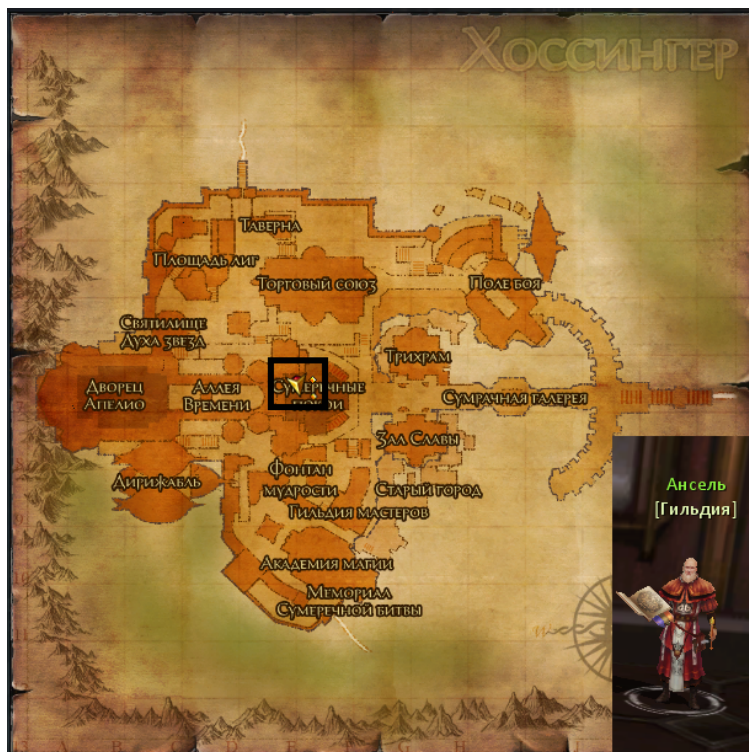 Хоссингер
Таверна
Площадь лиг
Торговый союз
Поле боя
Святилище
Духа звезд
Трихрам
Дворец
Апелио
Аллея
Времени
Сумрачная галерея
Зал Славы
Фонтан
мудрости
Дирижабль
Старый город
Гильдия мастеров
Академия магии
Мемориал
Сумеречной битвы
Ансель
[Гильдия]